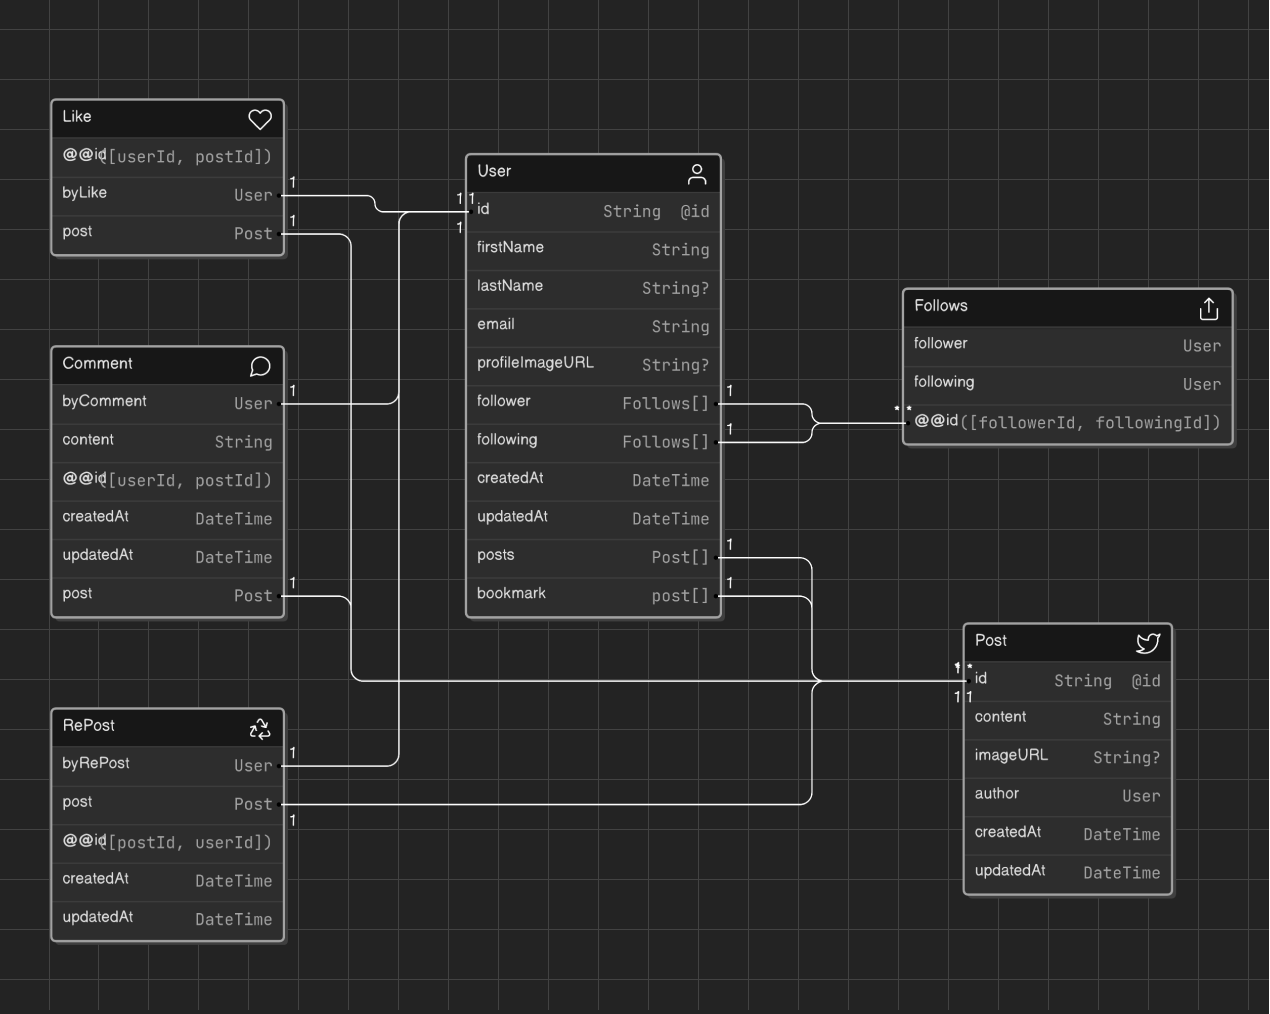 Like
@@id([userId, postId])
byLike User
1
post Post
1
Comment
byComment User
1
content String
@@id([userId, postId])
createdAt DateTime
updatedAt DateTime
post Post
1
RePost
byRePost User
1
post Post
1
@@id([postId, userId])
createdAt DateTime
updatedAt DateTime
User
1 1
id String @id
1
firstName String
lastName String?
email String
profileImageURL String?
follower Follows[]
1
following Follows[]
1
createdAt DateTime
updatedAt DateTime
posts Post[]
1
bookmark post[]
1
Follows
follower User
following User
* *
@@id([followerId, followingId])
Post
* *
id String @id
1 1
content String
imageURL String?
author User
createdAt DateTime
updatedAt DateTime